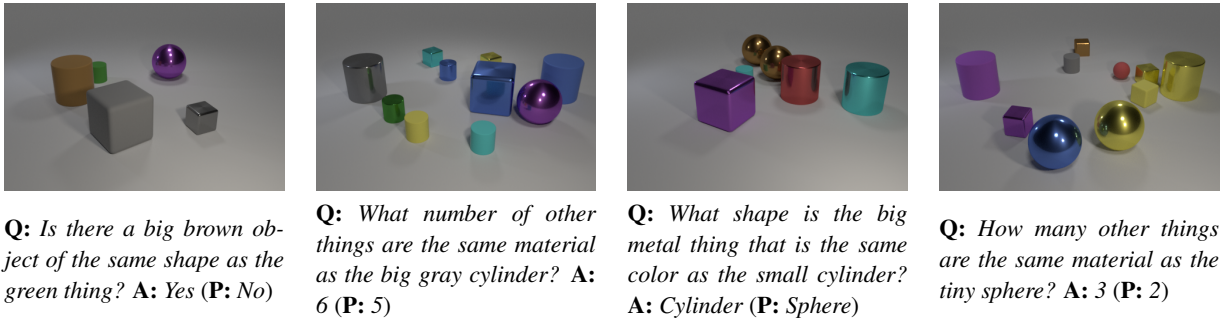 Q: Is there a big brown ob-
ject of the same shape as the
green thing? A: Yes (P: No)
Q: What number of other
things are the same material
as the big gray cylinder? A:
6 (P: 5)
Q: What shape is the big
metal thing that is the same
color as the small cylinder?
A: Cylinder (P: Sphere)
Q: How many other things
are the same material as the
tiny sphere? A: 3 (P: 2)